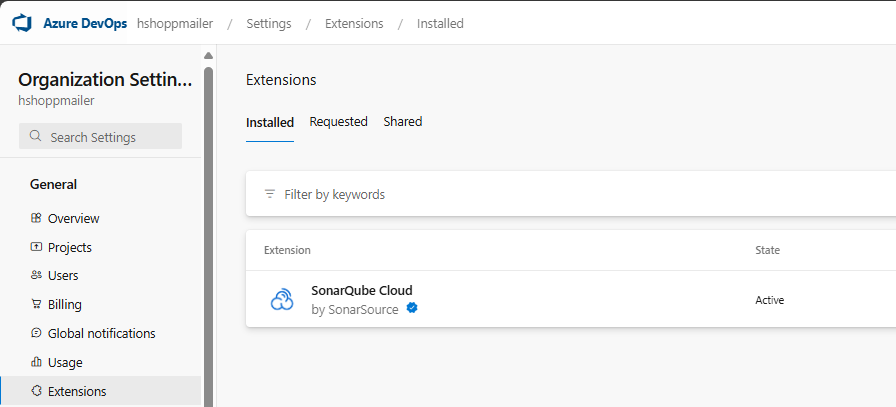 Azure DevOps hshoppmailer / Settings / Extensions / Installed
Organization Settin...
hshoppmailer
Search Settings
General
Overview
Projects
Users
Billing
Global notifications
Usage
Extensions
Extensions
Installed Requested Shared
Filter by keywords
Extension State
SonarQube Cloud
by SonarSource
Active